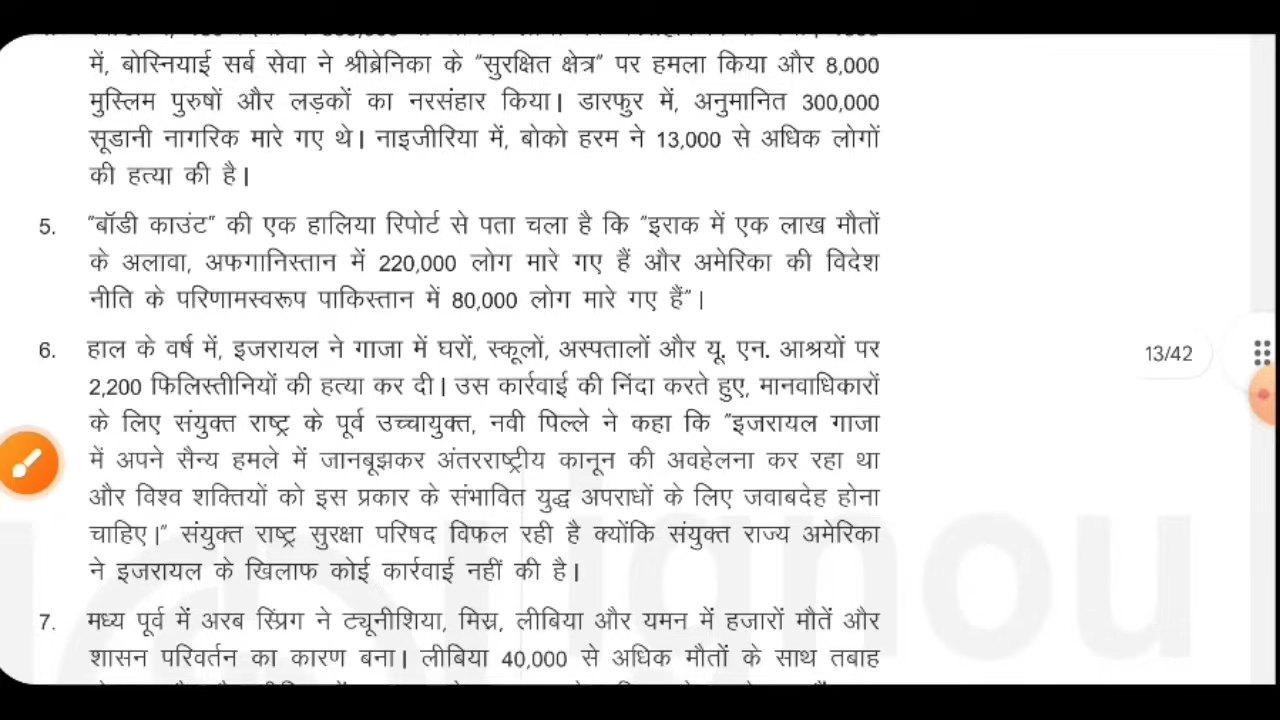 में, बोस्नियाई सर्ब सेवा ने श्रीब्रेनिका के "सुरक्षित क्षेत्र" पर हमला किया और 8,000
मुस्लिम पुरुषों और लड़कों का नरसंहार किया। डारफुर में, अनुमानित 300,000
सूडानी नागरिक मारे गए थे। नाइजीरिया में, बोको हरम ने 13,000 से अधिक लोगों
की हत्या की है।
5. "बॉडी काउंट" की एक हालिया रिपोर्ट से पता चला है कि "इराक में एक लाख मौतों
के अलावा, अफगानिस्तान में 220,000 लोग मारे गए हैं और अमेरिका की विदेश
नीति के परिणामस्वरूप पाकिस्तान में 80,000 लोग मारे गए हैं"।
6. हाल के वर्ष में, इजरायल ने गाजा में घरों, स्कूलों, अस्पतालों और यू. एन. आश्रयों पर
2,200 फिलिस्तीनियों की हत्या कर दी। उस कार्रवाई की निंदा करते हुए, मानवाधिकारों
के लिए संयुक्त राष्ट्र के पूर्व उच्चायुक्त, नवी पिल्ले ने कहा कि "इजरायल गाजा
में अपने सैन्य हमले में जानबूझकर अंतरराष्ट्रीय कानून की अवहेलना कर रहा था
और विश्व शक्तियों को इस प्रकार के संभावित युद्ध अपराधों के लिए जवाबदेह होना
चाहिए।" संयुक्त राष्ट्र सुरक्षा परिषद विफल रही है क्योंकि संयुक्त राज्य अमेरिका
ने इजरायल के खिलाफ कोई कार्रवाई नहीं की है।
7. मध्य पूर्व में अरब स्प्रिंग ने ट्यूनीशिया, मिस्र, लीबिया और यमन में हजारों मौतें और
शासन परिवर्तन का कारण बना। लीबिया 40,000 से अधिक मौतों के साथ तबाह
13/42
ignou